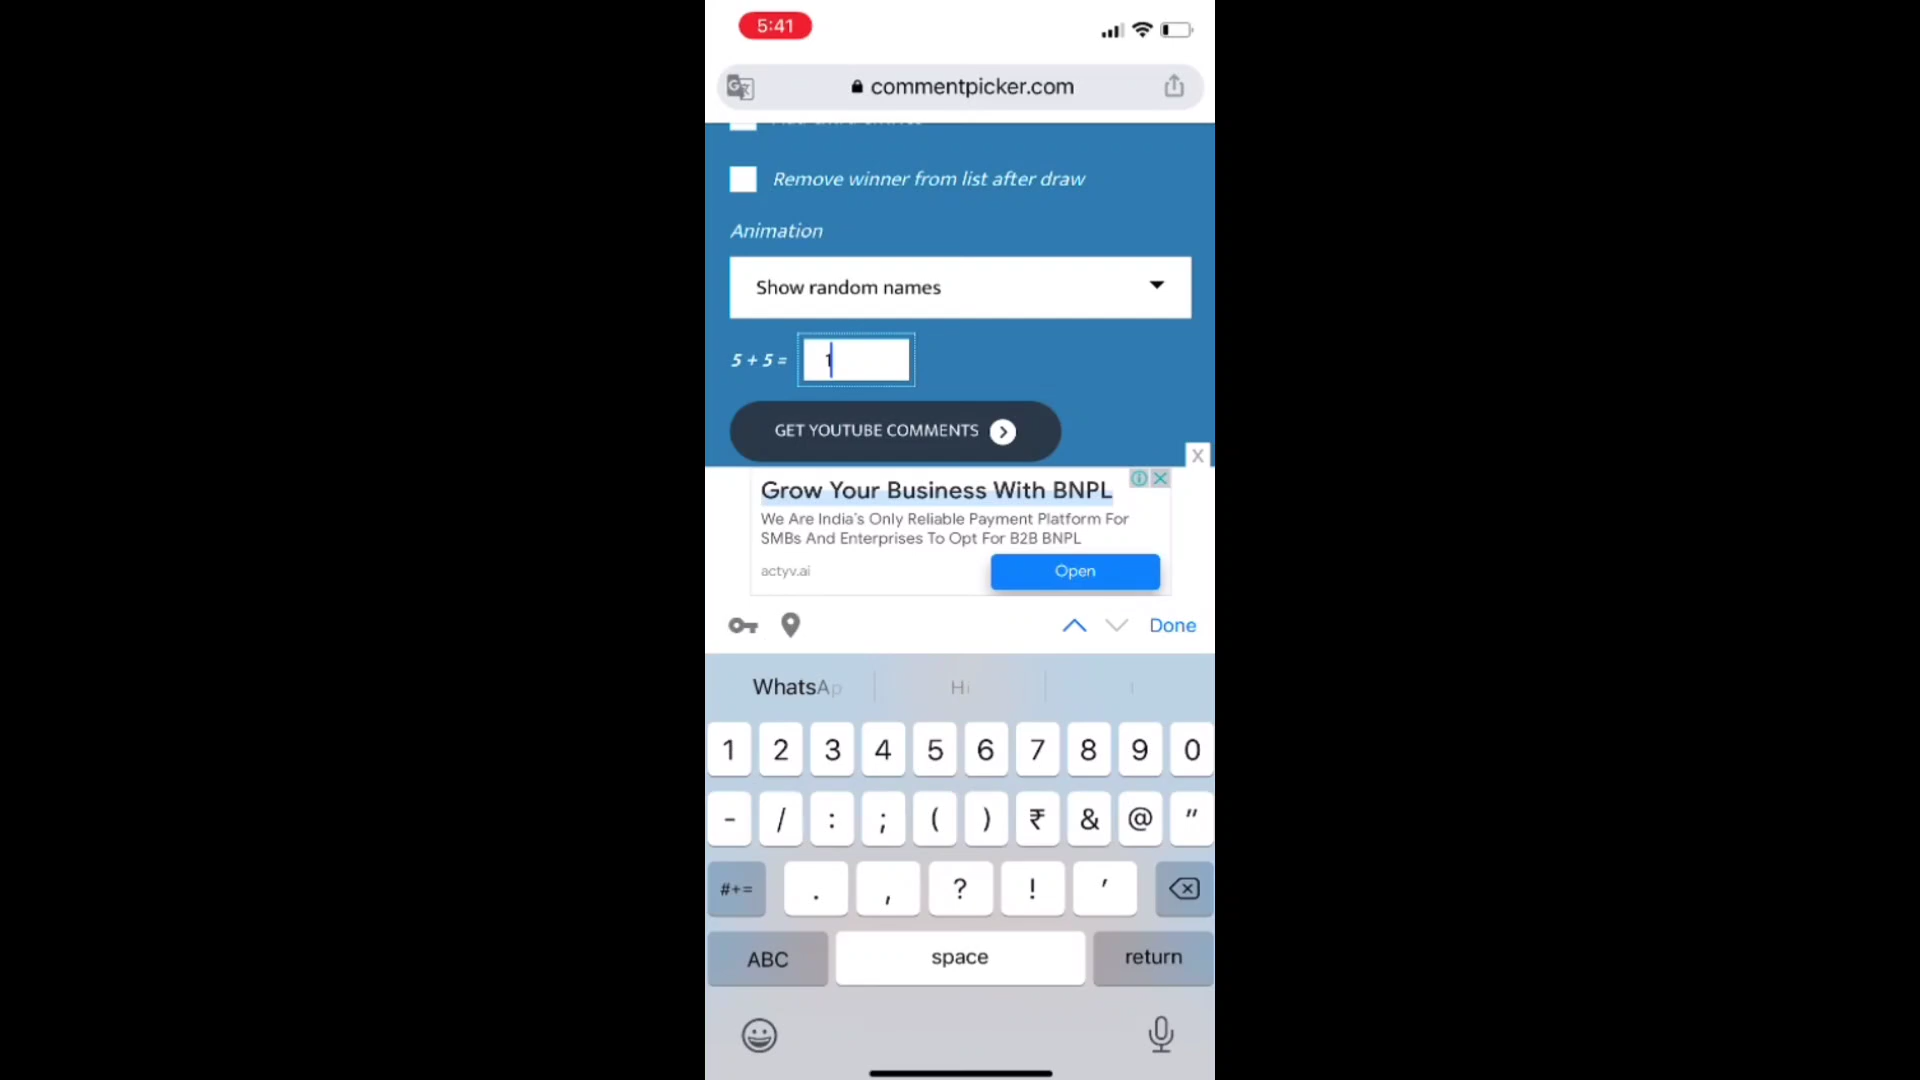 5:41
commentpicker.com
Remove winner from list after draw
Animation
Show random names
5 + 5 =
1
GET YOUTUBE COMMENTS
X
Grow Your Business With BNPL
We Are India's Only Reliable Payment Platform For
SMBs And Enterprises To Opt For B2B BNPL
actyv.ai
Open
Done
WhatsAp
Hi
I
1 2 3 4 5 6 7 8 9 0
- / : ; ( ) ₹ & @ "
#+= . , ? ! '
ABC space return